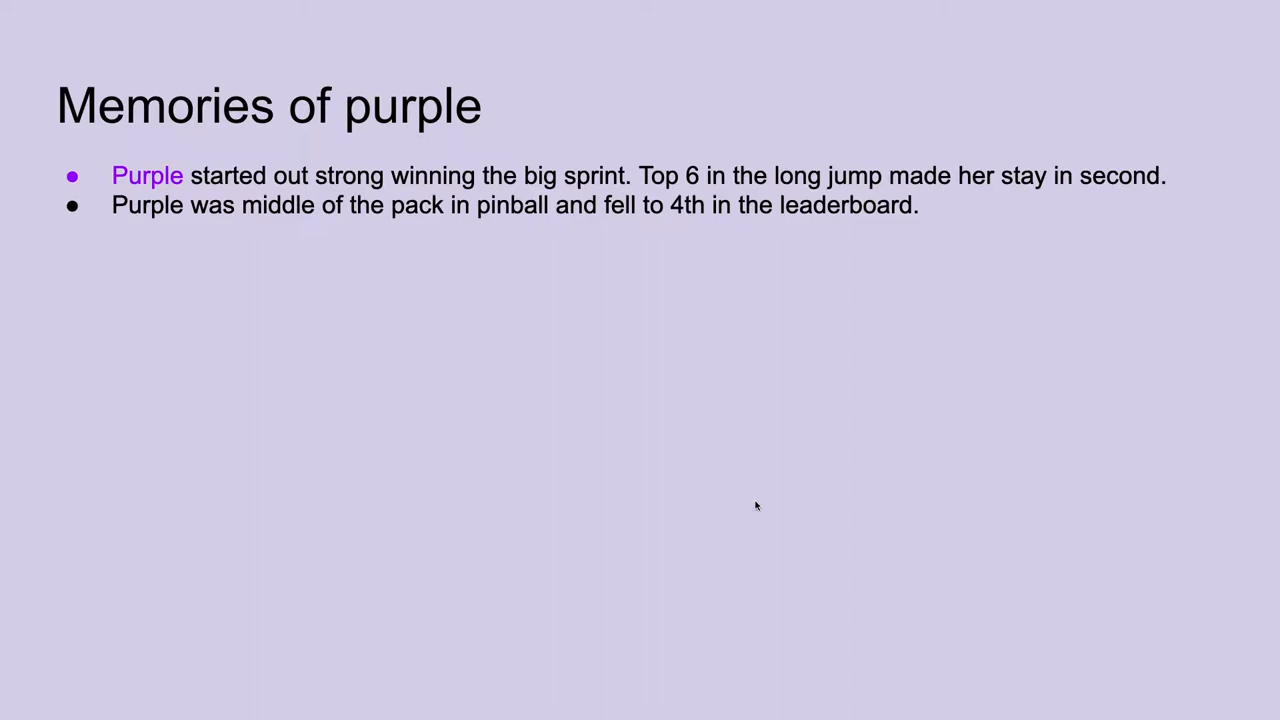 Memories of purple
● Purple started out strong winning the big sprint. Top 6 in the long jump made her stay in second.
● Purple was middle of the pack in pinball and fell to 4th in the leaderboard.